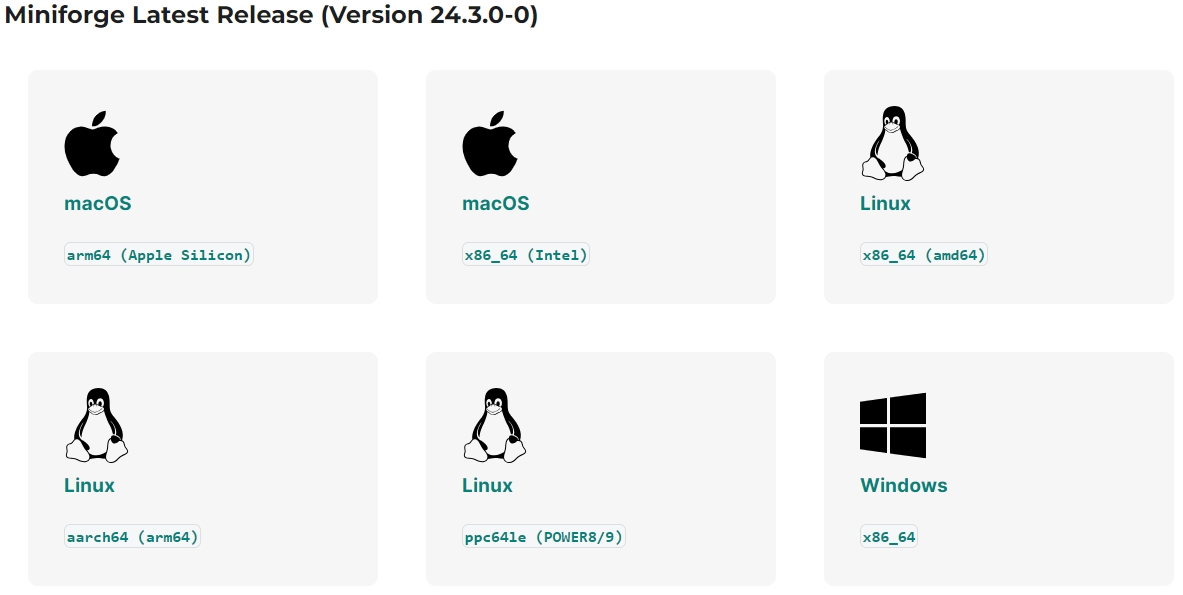 Miniforge Latest Release (Version 24.3.0-0)
macOS
arm64 (Apple Silicon)
macOS
x86_64 (Intel)
Linux
x86_64 (amd64)
Linux
aarch64 (arm64)
Linux
ppc64le (POWER8/9)
Windows
x86_64